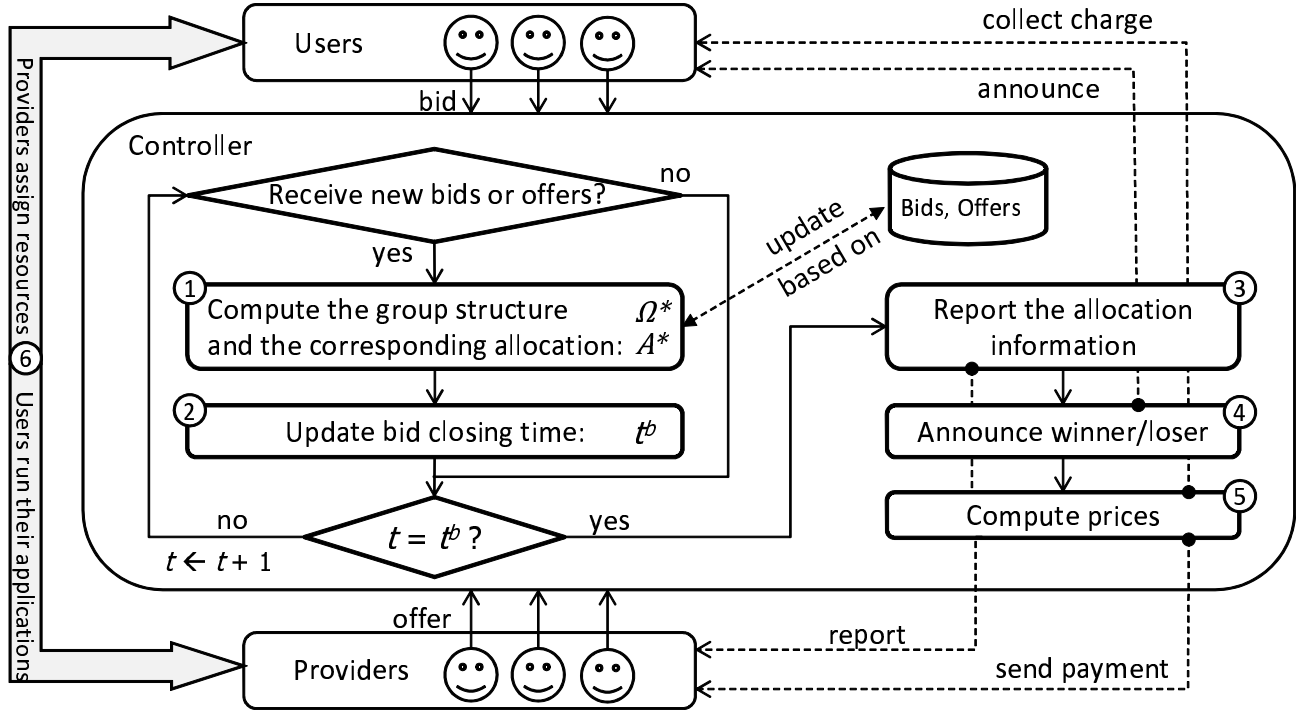 Users
collect charge
announce
bid
Controller
Receive new bids or offers?
no
yes
Bids, Offers
update
based on
1
Compute the group structure Ω*
and the corresponding allocation: A*
2
Update bid closing time: tᵇ
t = tᵇ ?
no
yes
t ← t + 1
3
Report the allocation
information
4
Announce winner/loser
5
Compute prices
offer
Providers
report
send payment
Providers assign resources 6 Users run their applications